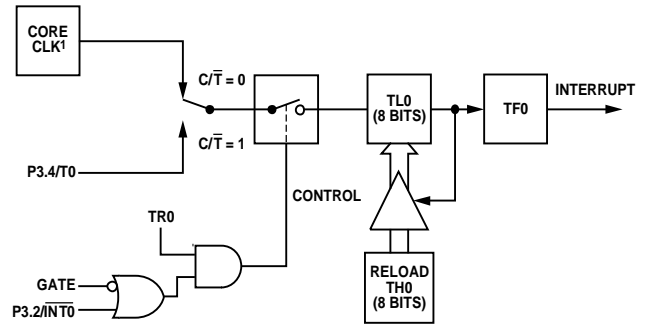 CORE
CLK¹
C/T̅ = 0
C/T̅ = 1
P3.4/T0
TL0
(8 BITS)
TF0
INTERRUPT
CONTROL
TR0
GATE
P3.2/I̅N̅T̅0̅
RELOAD
TH0
(8 BITS)